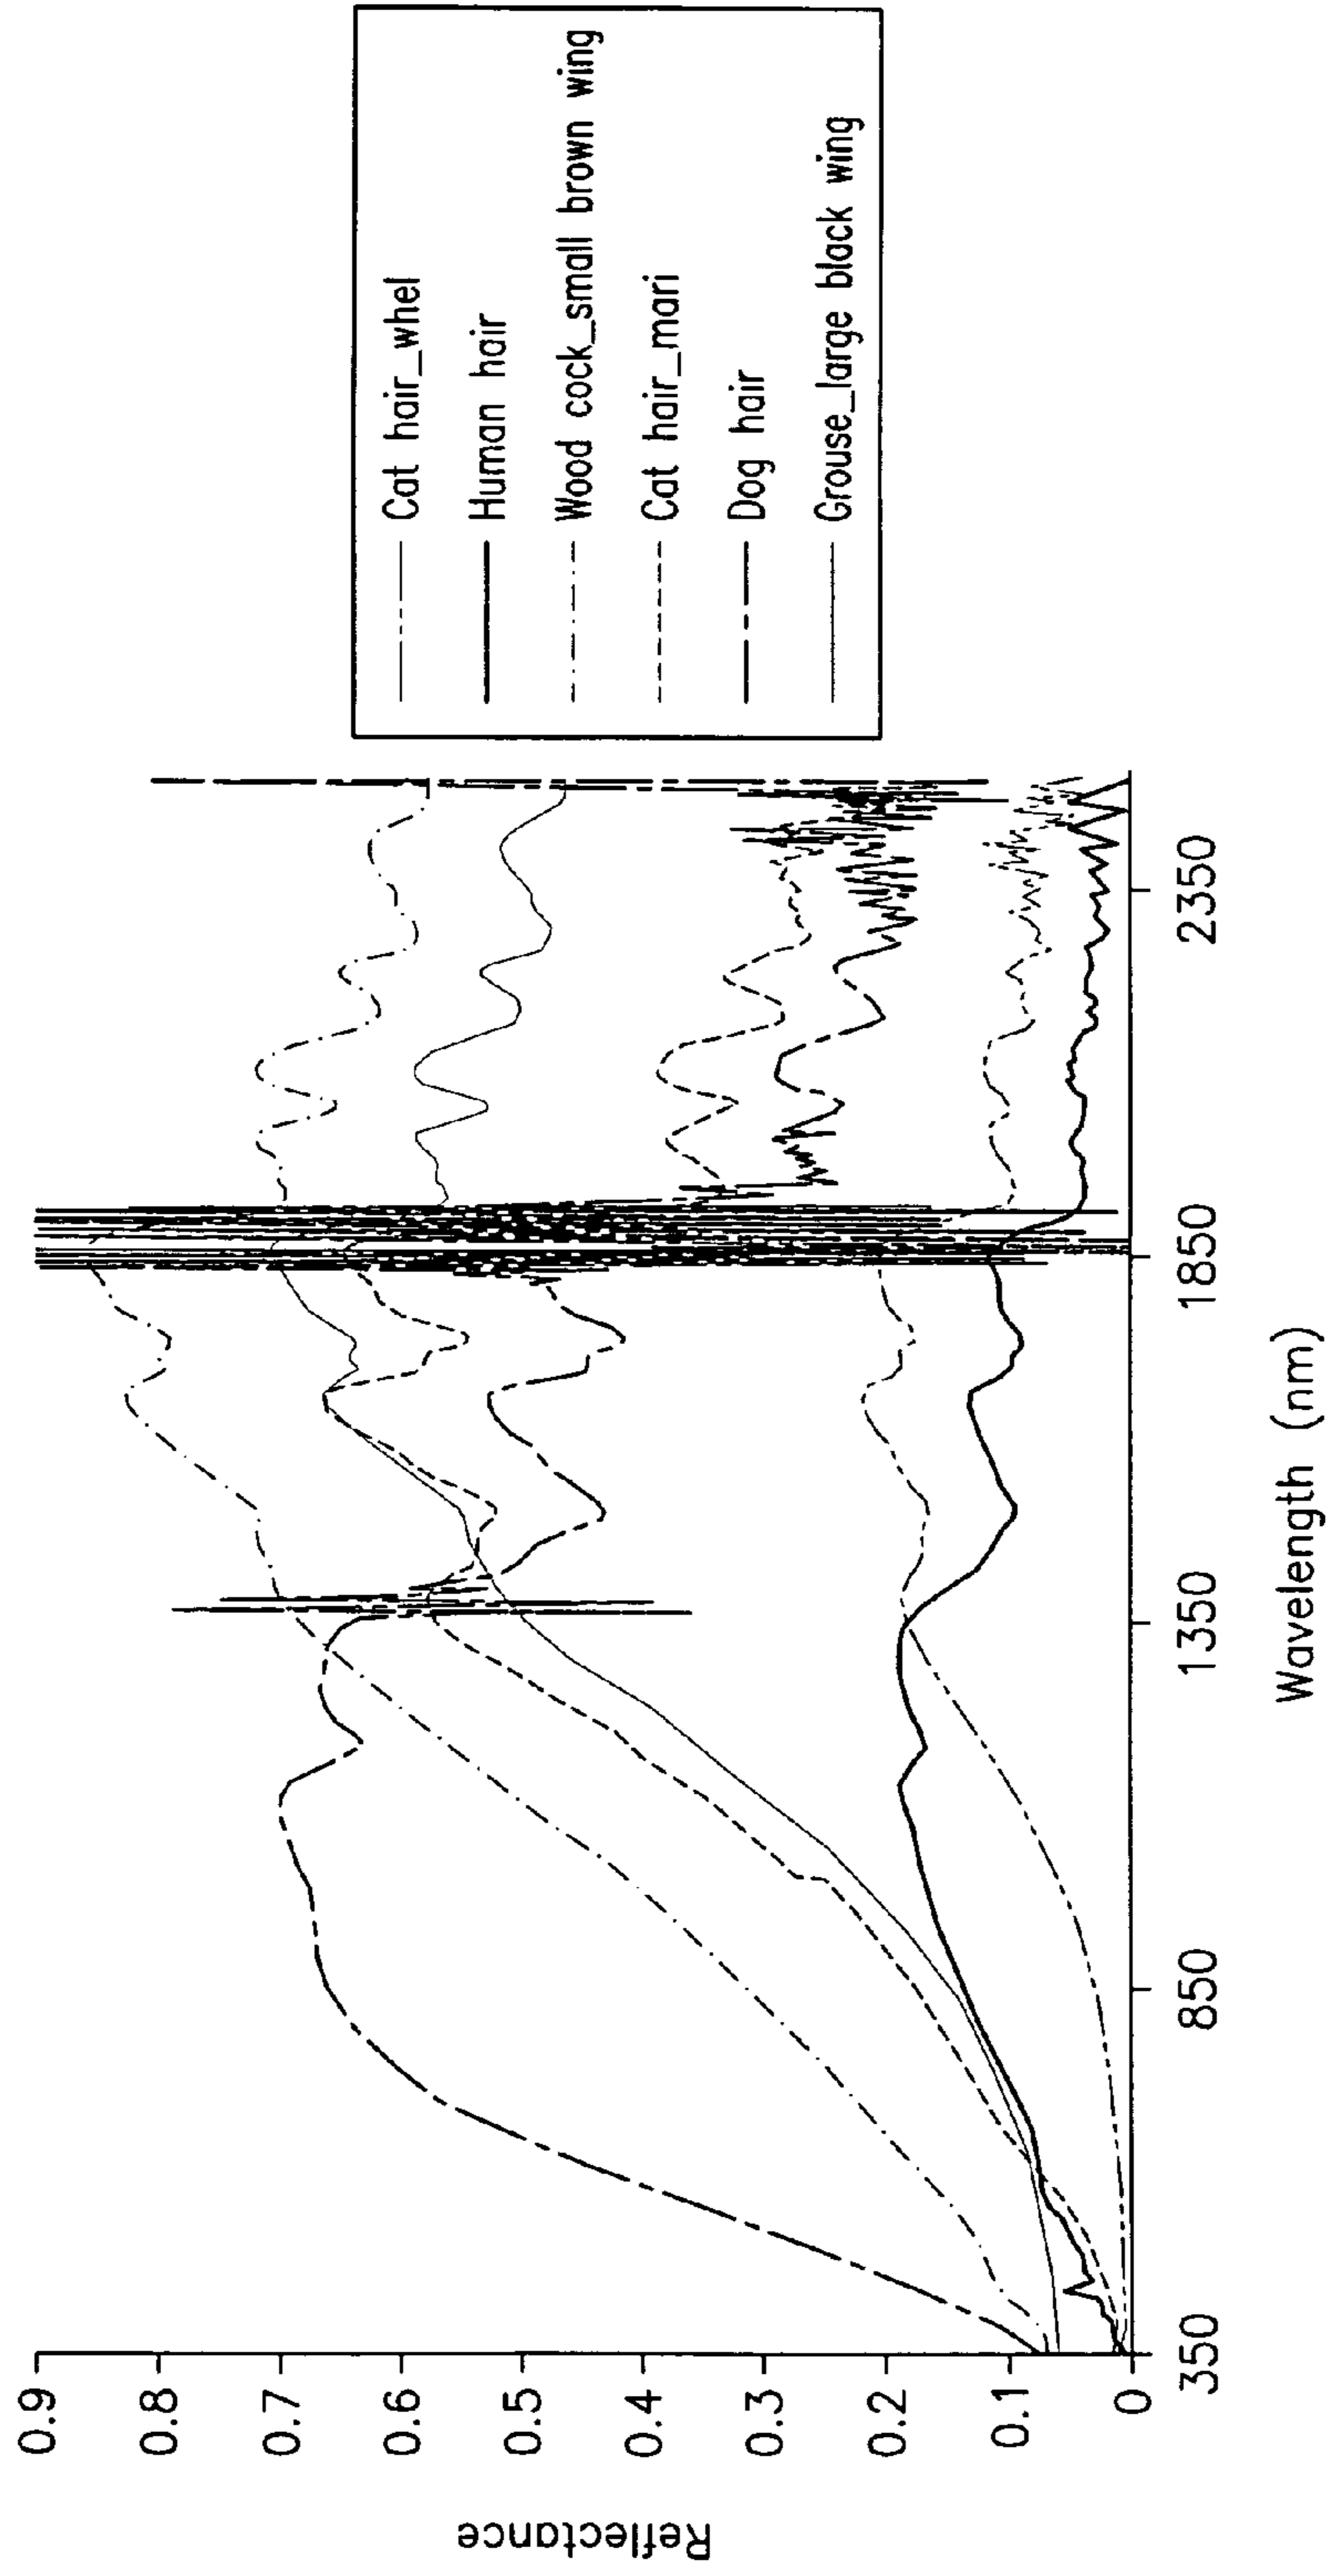 Reflectance
0.9
0.8
0.7
0.6
0.5
0.4
0.3
0.2
0.1
0
350
850
1350
1850
2350
Wavelength (nm)
Cat hair_whel
Human hair
Wood cock_small brown wing
Cat hair_mari
Dog hair
Grouse_large black wing